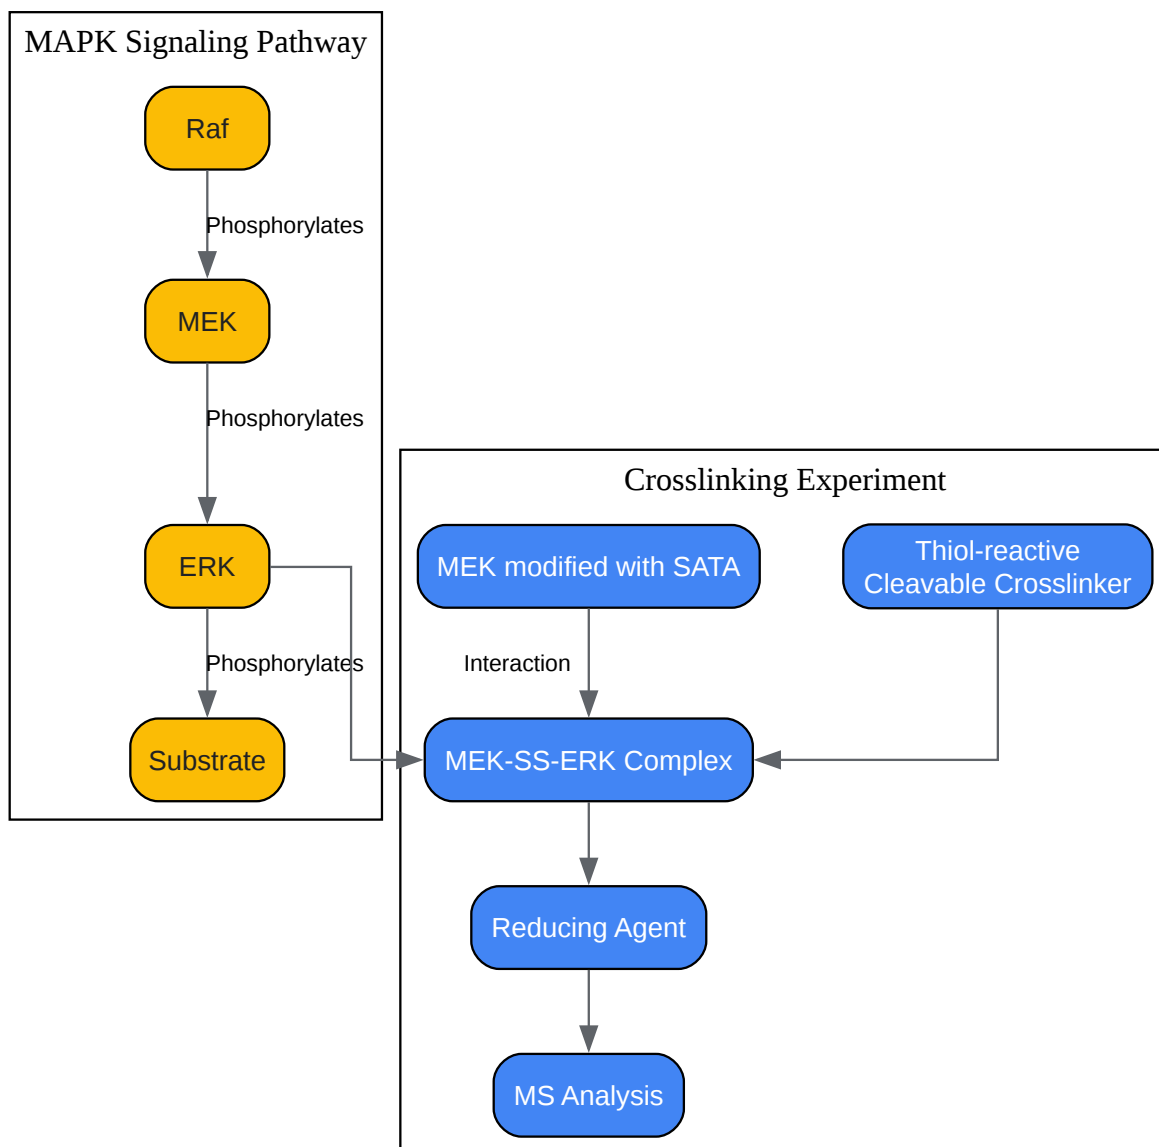 MAPK Signaling Pathway
Raf
Phosphorylates
MEK
Phosphorylates
ERK
Phosphorylates
Substrate
Crosslinking Experiment
MEK modified with SATA
Thiol-reactive
Cleavable Crosslinker
Interaction
MEK-SS-ERK Complex
Reducing Agent
MS Analysis